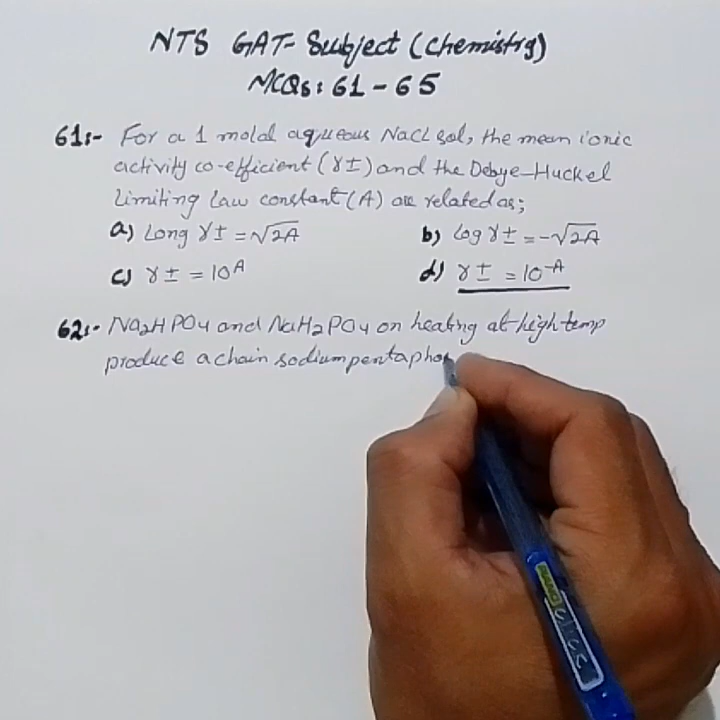 NTS GAT-Subject (Chemistry)
MCQs: 61-65
61:- For a 1 molal aqueous NaCl sol, the mean ionic
activity co-efficient (γ±) and the Debye-Huckel
Limiting Law constant (A) are related as;
a) Long γ± = √2A b) Log γ± = -√2A
c) γ± = 10^A d) γ± = 10^-A
62:- Na2HPO4 and NaH2PO4 on heating at high temp
produce a chain sodium pentapho